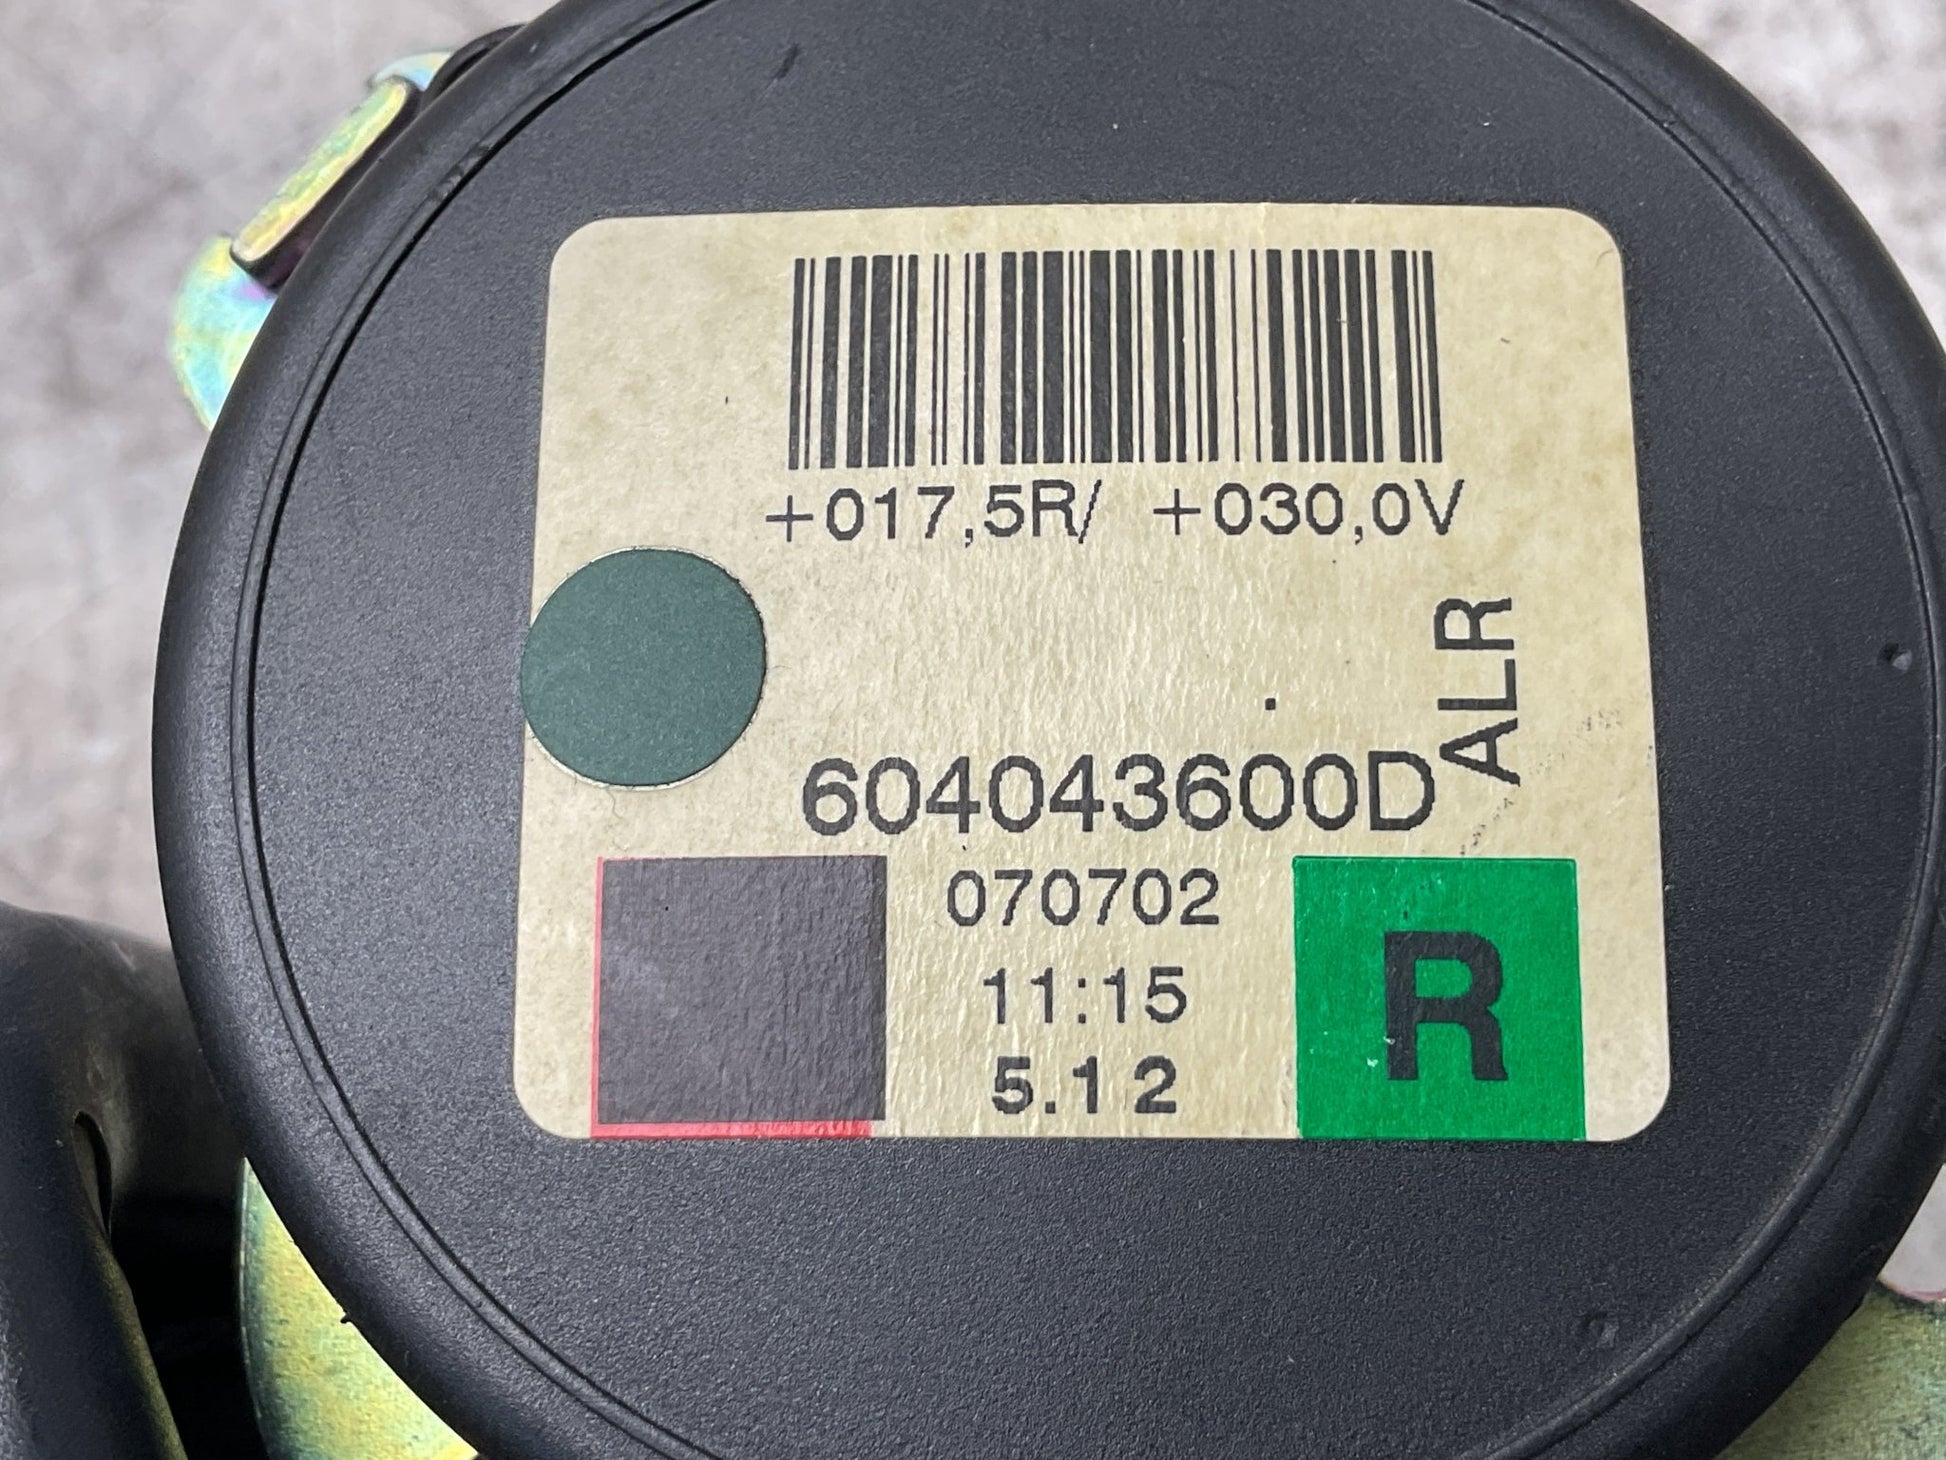 +017,5R/ +030,0V
ALR
604043600D
070702
11:15
5.12
R